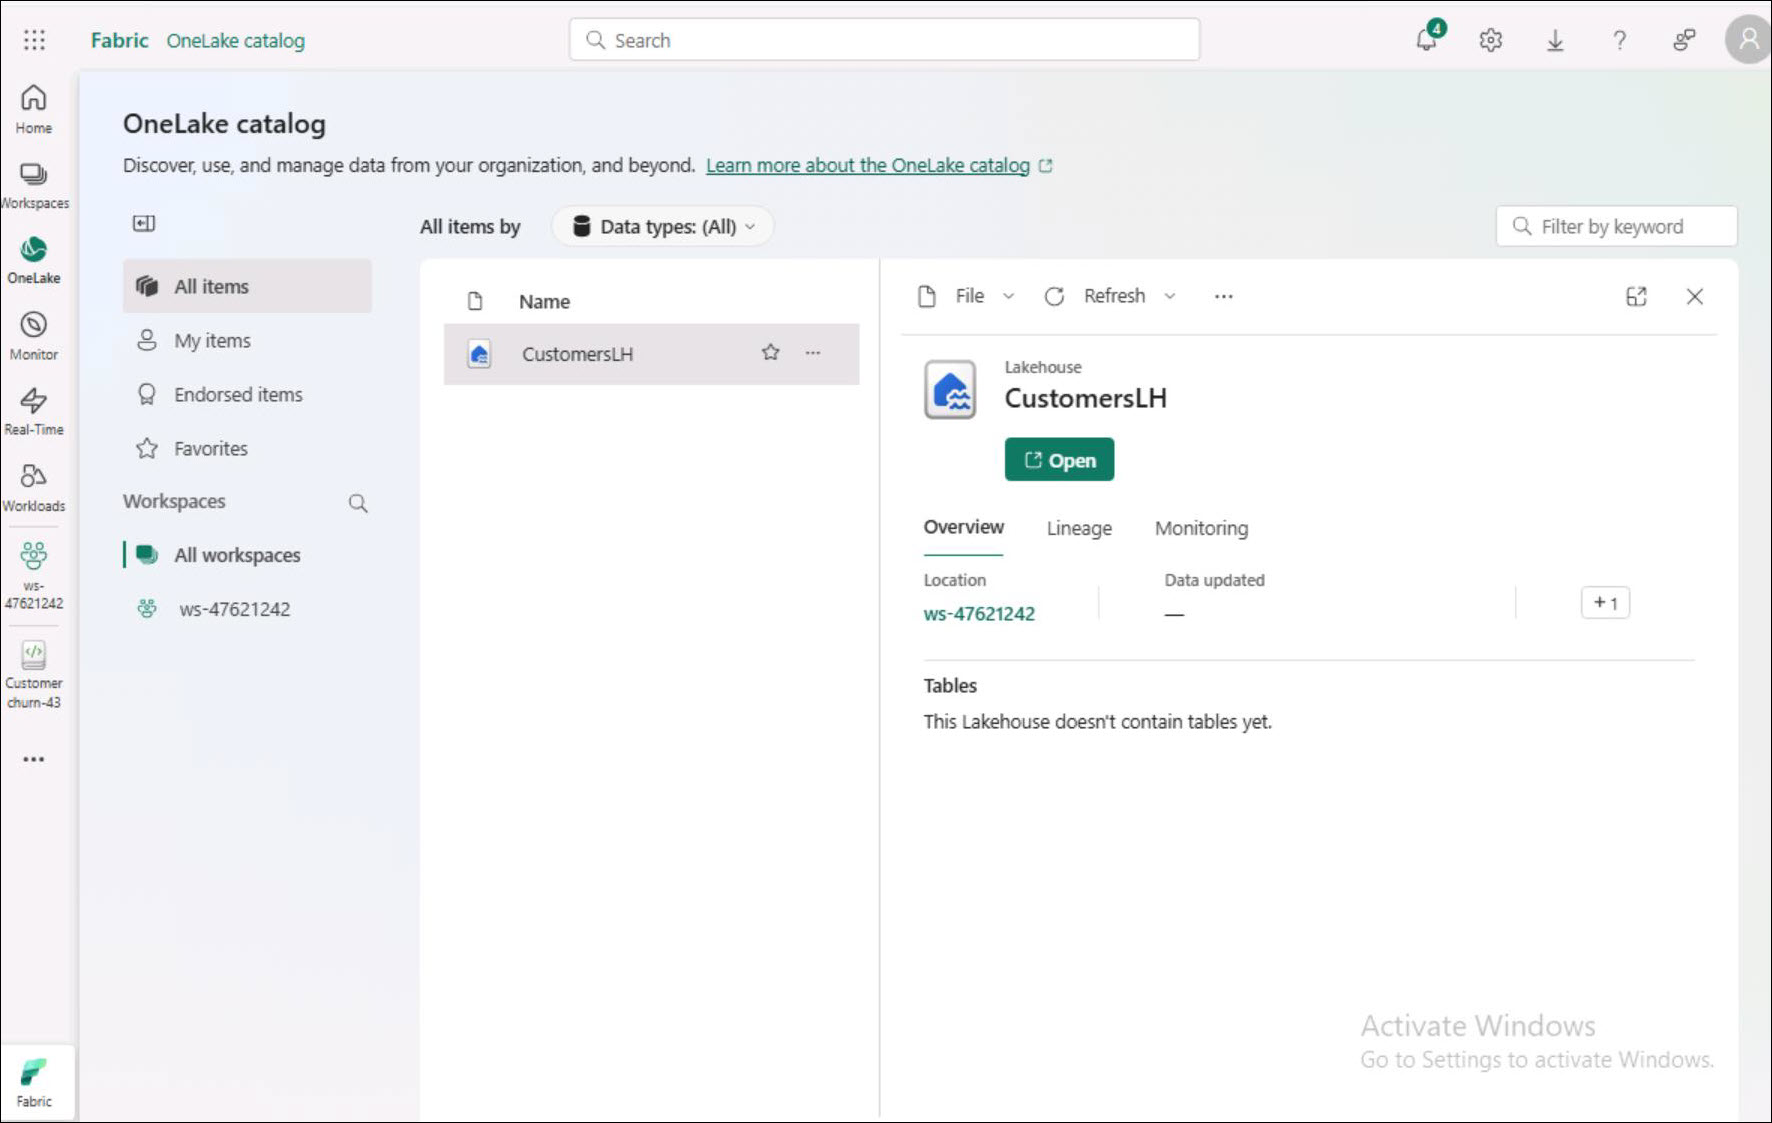 Fabric OneLake catalog
Search
4
Home
Workspaces
OneLake
Monitor
Real-Time
Workloads
ws-
47621242
Customer
churn-43
Fabric
OneLake catalog
Discover, use, and manage data from your organization, and beyond. Learn more about the OneLake catalog
All items
My items
Endorsed items
Favorites
Workspaces
All workspaces
ws-47621242
All items by
Data types: (All)
Filter by keyword
Name
CustomersLH
File
Refresh
Lakehouse
CustomersLH
Open
Overview Lineage Monitoring
Location
ws-47621242
Data updated
—
+ 1
Tables
This Lakehouse doesn't contain tables yet.
Activate Windows
Go to Settings to activate Windows.